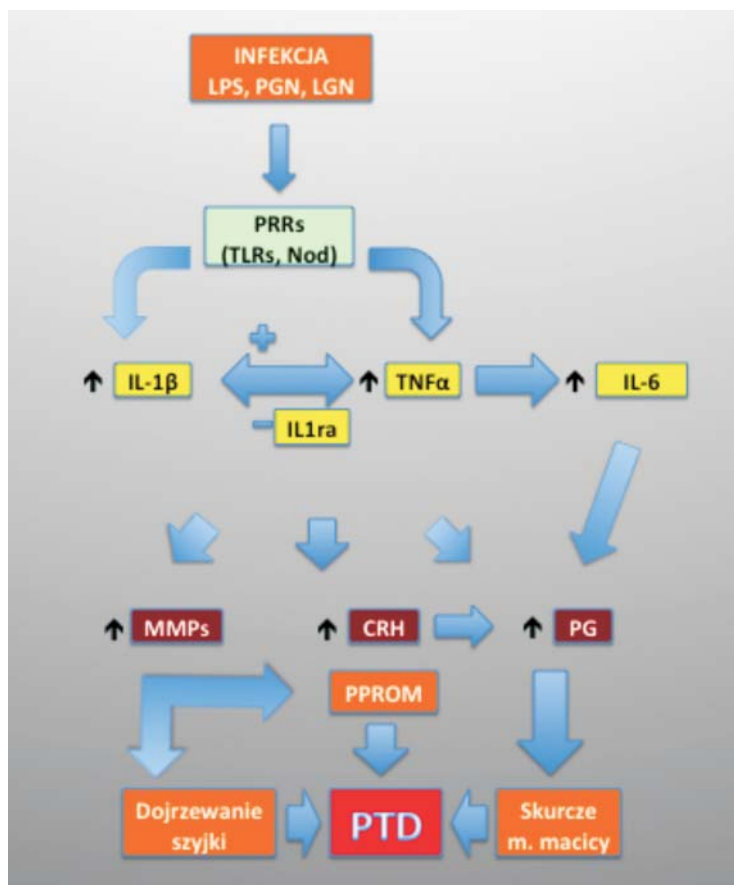 INFEKCJA
LPS, PGN, LGN
PRRs
(TLRs, Nod)
+
↑ IL-1β
↑ TNFα
↑ IL-6
− IL1ra
↑ MMPs
↑ CRH
↑ PG
PPROM
Dojrzewanie
szyjki
PTD
Skurcze
m. macicy